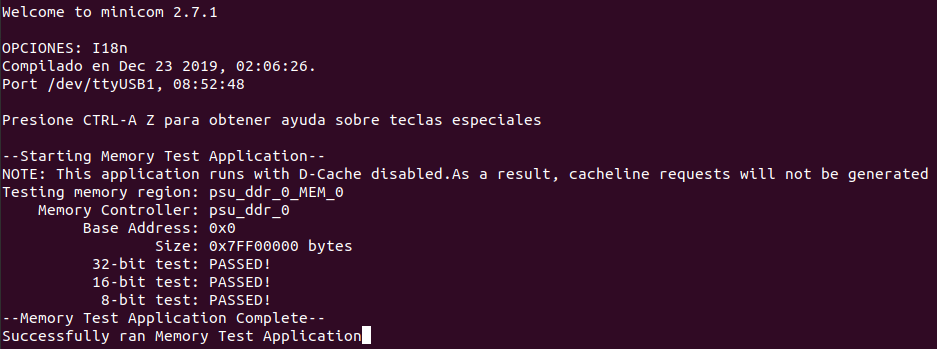 Welcome to minicom 2.7.1
OPCIONES: I18n
Compilado en Dec 23 2019, 02:06:26.
Port /dev/ttyUSB1, 08:52:48
Presione CTRL-A Z para obtener ayuda sobre teclas especiales
--Starting Memory Test Application--
NOTE: This application runs with D-Cache disabled.As a result, cacheline requests will not be generated
Testing memory region: psu_ddr_0_MEM_0
Memory Controller: psu_ddr_0
Base Address: 0x0
Size: 0x7FF00000 bytes
32-bit test: PASSED!
16-bit test: PASSED!
8-bit test: PASSED!
--Memory Test Application Complete--
Successfully ran Memory Test Application